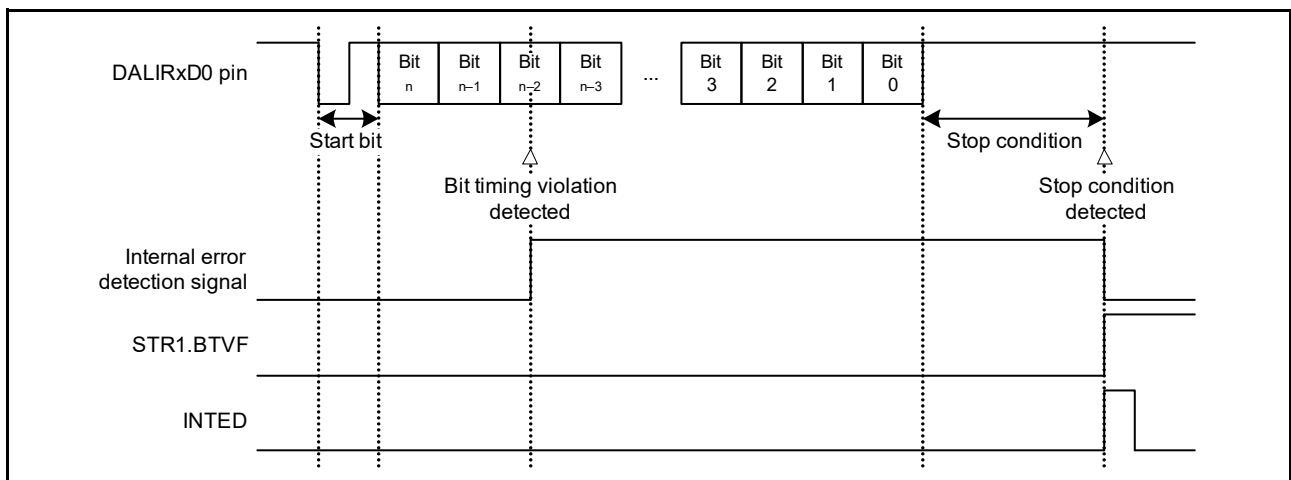 DALIRxD0 pin
Bit Bit Bit Bit ... Bit Bit Bit Bit
n n–1 n–2 n–3 3 2 1 0
Start bit
Stop condition
Bit timing violation
detected
Stop condition
detected
Internal error
detection signal
STR1.BTVF
INTED